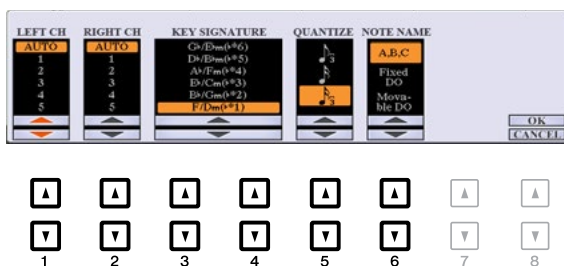 LEFT CH RIGHT CH KEY SIGNATURE QUANTIZE NOTE NAME
AUTO AUTO G♭/E♭m(♭*6) A,B,C
1 1 D♭/B♭m(♭*5)
2 2 A♭/Fm(♭*4) Fixed DO
3 3 E♭/Cm(♭*3)
4 4 B♭/Gm(♭*2) Mova-
5 5 F/Dm(♭*1) ble DO
3
3
OK
CANCEL
1 2 3 4 5 6 7 8